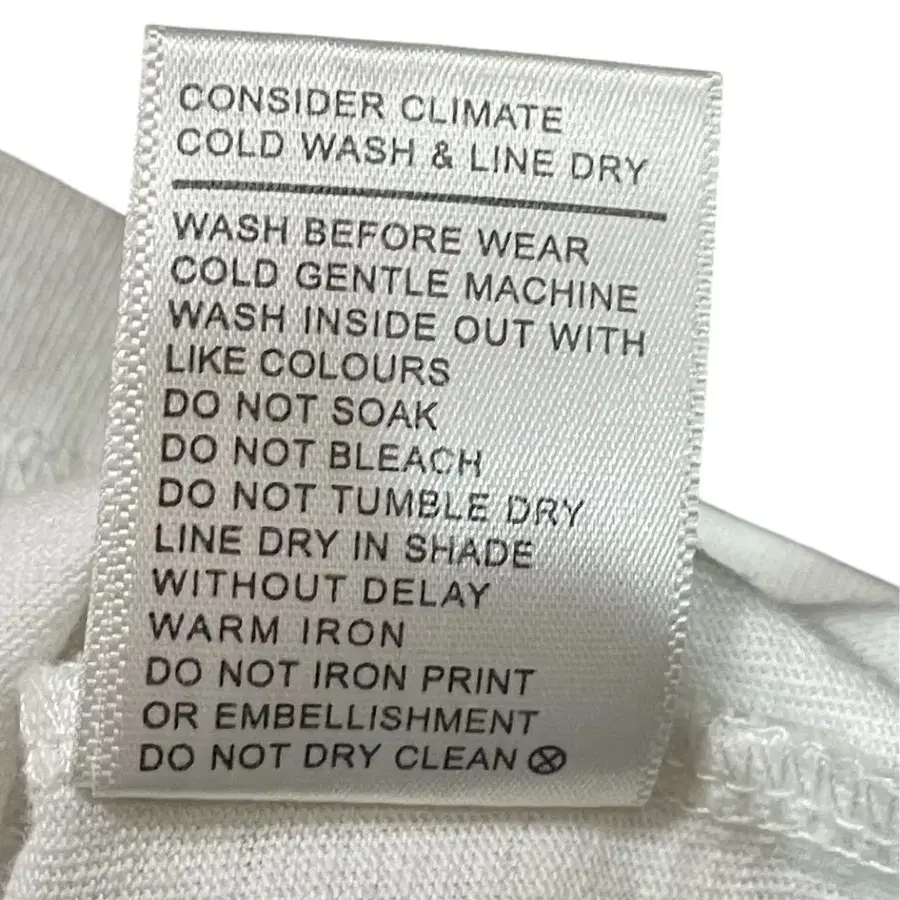 CONSIDER CLIMATE
COLD WASH & LINE DRY
WASH BEFORE WEAR
COLD GENTLE MACHINE
WASH INSIDE OUT WITH
LIKE COLOURS
DO NOT SOAK
DO NOT BLEACH
DO NOT TUMBLE DRY
LINE DRY IN SHADE
WITHOUT DELAY
WARM IRON
DO NOT IRON PRINT
OR EMBELLISHMENT
DO NOT DRY CLEAN